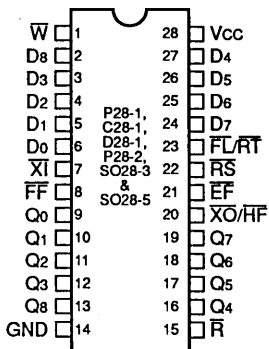 W̅ 1 28 VCC
D8 2 27 D4
D3 3 26 D5
D2 4 25 D6
D1 5 24 D7
D0 6 23 F̅L̅/R̅T̅
X̅I̅ 7 22 R̅S̅
F̅F̅ 8 21 E̅F̅
Q0 9 20 X̅O̅/H̅F̅
Q1 10 19 Q7
Q2 11 18 Q6
Q3 12 17 Q5
Q8 13 16 Q4
GND 14 15 R̅
P28-1,
C28-1,
D28-1,
P28-2,
SO28-3
&
SO28-5